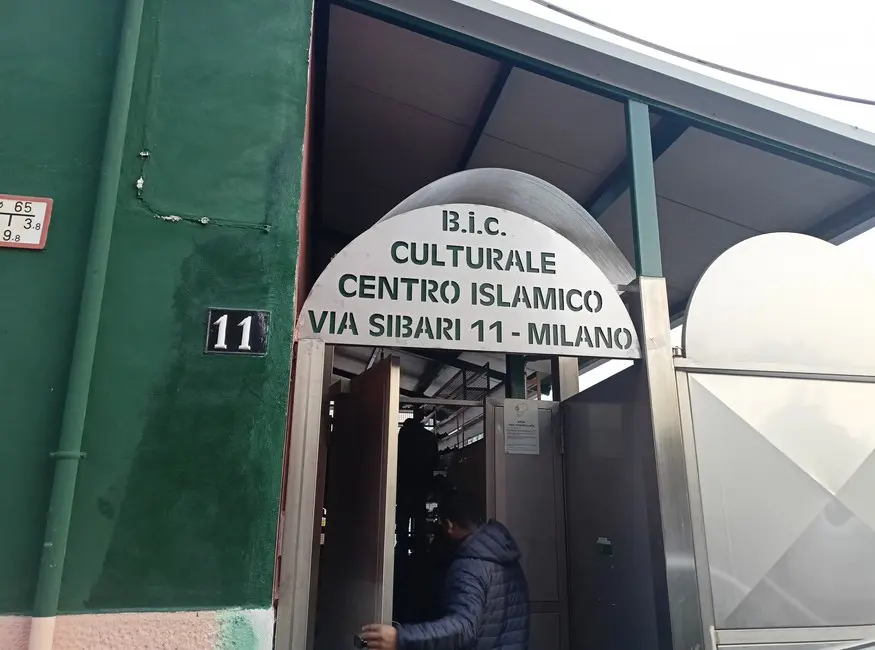 65
3.8
9.8
11
B.i.c.
CULTURALE
CENTRO ISLAMICO
VIA SIBARI 11 - MILANO